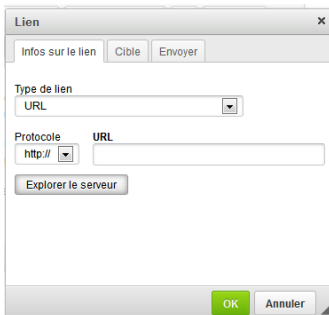 Lien
Infos sur le lien Cible Envoyer
Type de lien
URL
Protocole URL
http://
Explorer le serveur
OK Annuler